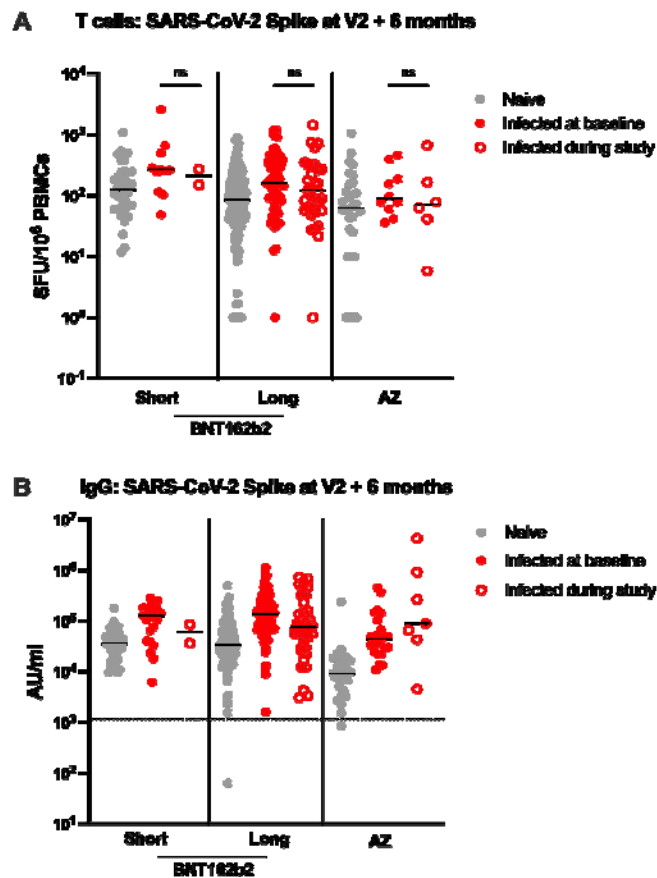 A T cells: SARS-CoV-2 Spike at V2 + 6 months
ns ns ns
Naive
Infected at baseline
Infected during study
SFU/10⁶ PBMCs
10⁴
10³
10²
10¹
10⁰
10⁻¹
Short Long AZ
BNT162b2
B IgG: SARS-CoV-2 Spike at V2 + 6 months
Naive
Infected at baseline
Infected during study
AU/ml
10⁷
10⁶
10⁵
10⁴
10³
10²
10¹
Short Long AZ
BNT162b2